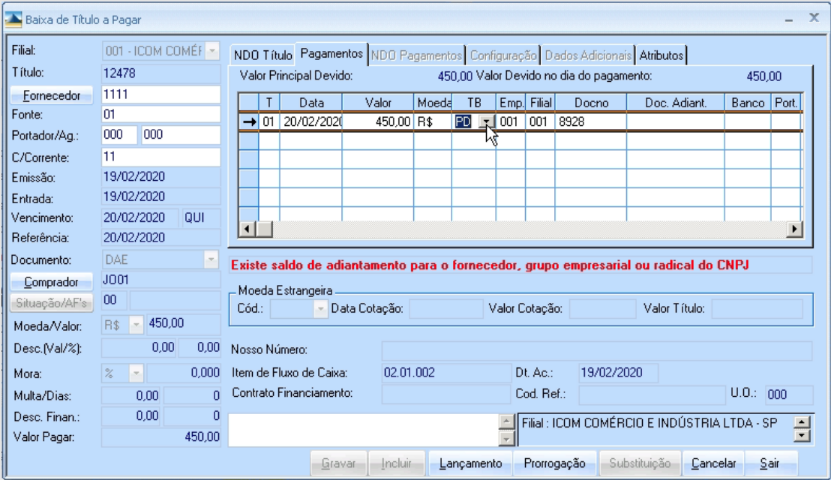 Baixa de Título a Pagar
Filial: 001 - ICOM COMÉF
Título: 12478
Fornecedor 1111
Fonte: 01
Portador/Ag.: 000 000
C/Corrente: 11
Emissão: 19/02/2020
Entrada: 19/02/2020
Vencimento: 20/02/2020 QUI
Referência: 20/02/2020
Documento: DAE
Comprador JO01
Situação/AF's 00
Moeda/Valor: R$ 450,00
Desc.(Val/%): 0,00 0,00
Mora: % 0,000
Multa/Dias: 0,00 0
Desc. Finan.: 0,00 0
Valor Pagar: 450,00
NDO Título Pagamentos NDO Pagamentos Configuração Dados Adicionais Atributos
Valor Principal Devido: 450,00 Valor Devido no dia do pagamento: 450,00
T Data Valor Moeda TB Emp. Filial Docno Doc. Adiant. Banco Port.
01 20/02/2020 450,00 R$ PD 001 001 8928
Existe saldo de adiantamento para o fornecedor, grupo empresarial ou radical do CNPJ
Moeda Estrangeira
Cód.: Data Cotação: Valor Cotação: Valor Título:
Nosso Número:
Item de Fluxo de Caixa: 02.01.002 Dt. Ac.: 19/02/2020
Contrato Financiamento: Cod. Ref.: U.O.: 000
Filial : ICOM COMÉRCIO E INDÚSTRIA LTDA - SP
Gravar Incluir Lançamento Prorrogação Substituição Cancelar Sair